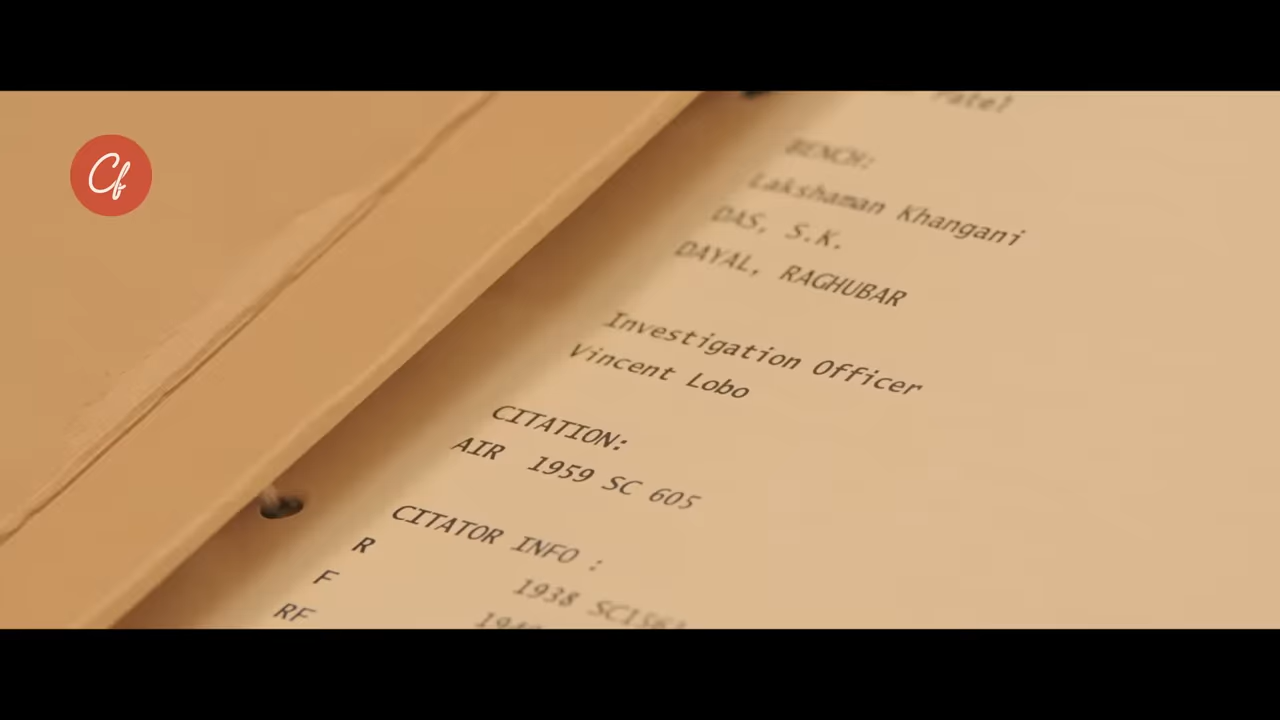 Cf
Patel
BENCH:
Lakshaman Khangani
DAS, S.K.
DAYAL, RAGHUBAR
Investigation Officer
Vincent Lobo
CITATION:
AIR 1959 SC 605
CITATOR INFO :
R
F 1938
RF